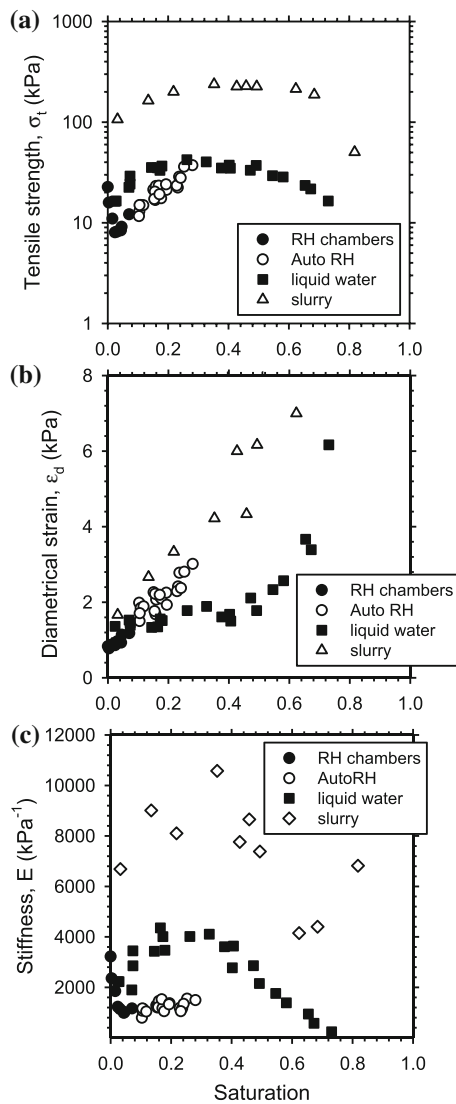 (a)
1000
100
10
1
Tensile strength, σt (kPa)
RH chambers
Auto RH
liquid water
slurry
0.0 0.2 0.4 0.6 0.8 1.0
(b)
8
6
4
2
0
Diametrical strain, εd (kPa)
RH chambers
Auto RH
liquid water
slurry
0.0 0.2 0.4 0.6 0.8 1.0
(c)
12000
10000
8000
6000
4000
2000
Stiffness, E (kPa⁻¹)
RH chambers
AutoRH
liquid water
slurry
0.0 0.2 0.4 0.6 0.8 1.0
Saturation